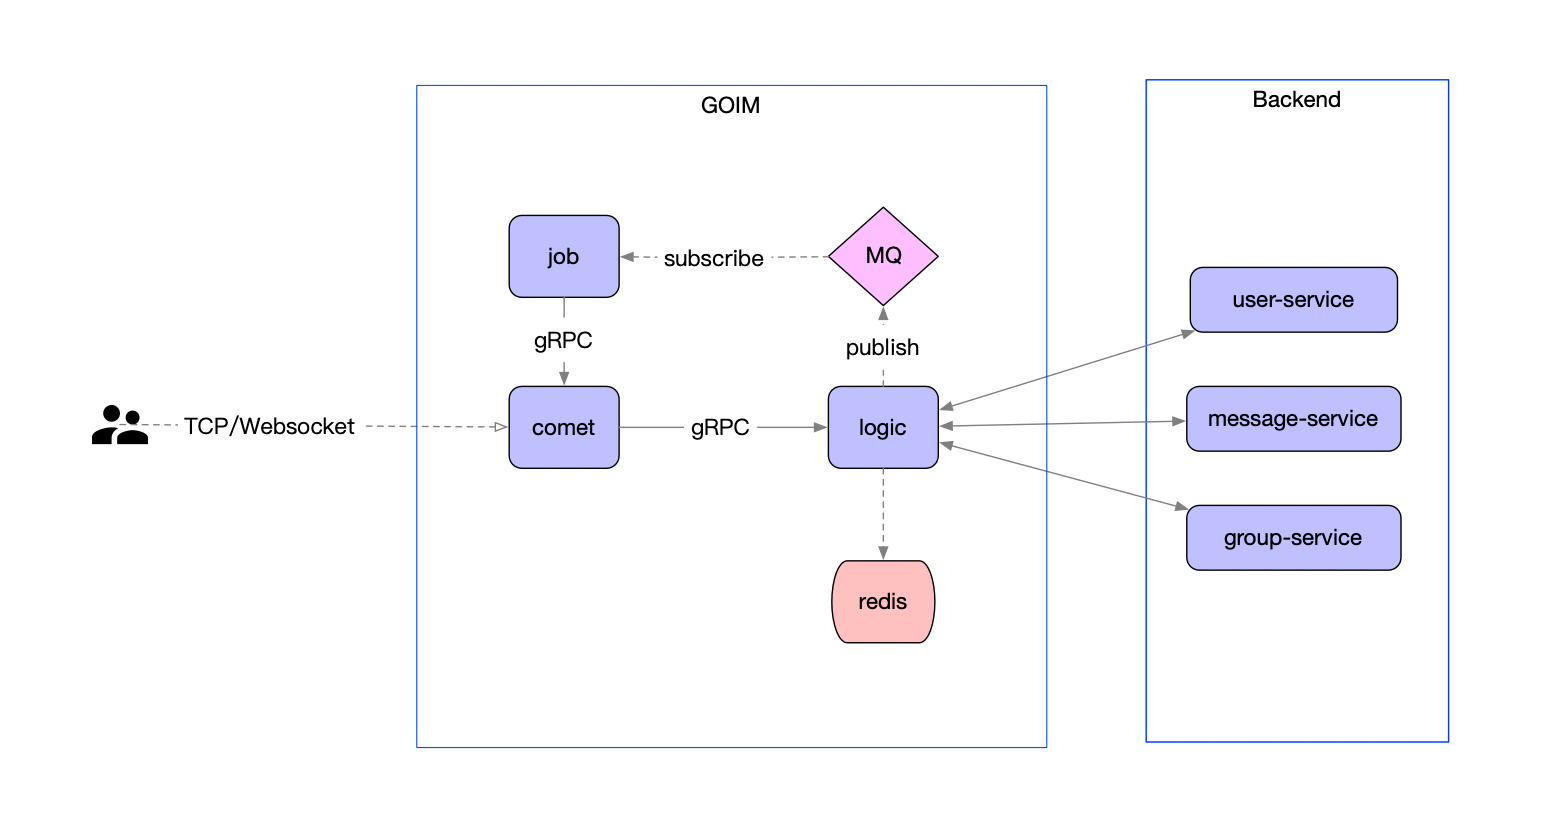 GOIM
Backend
job
subscribe
MQ
user-service
gRPC
publish
TCP/Websocket
comet
gRPC
logic
message-service
group-service
redis